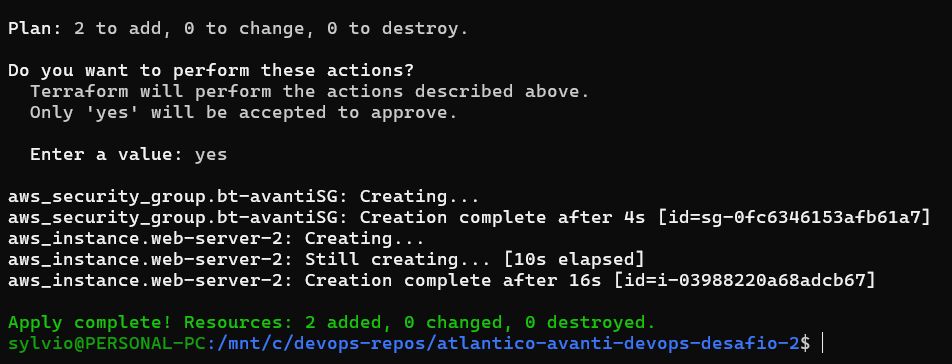 Plan: 2 to add, 0 to change, 0 to destroy.
Do you want to perform these actions?
Terraform will perform the actions described above.
Only 'yes' will be accepted to approve.
Enter a value: yes
aws_security_group.bt-avantiSG: Creating...
aws_security_group.bt-avantiSG: Creation complete after 4s [id=sg-0fc6346153afb61a7]
aws_instance.web-server-2: Creating...
aws_instance.web-server-2: Still creating... [10s elapsed]
aws_instance.web-server-2: Creation complete after 16s [id=i-03988220a68adcb67]
Apply complete! Resources: 2 added, 0 changed, 0 destroyed.
sylvio@PERSONAL-PC:/mnt/c/devops-repos/atlantico-avanti-devops-desafio-2$